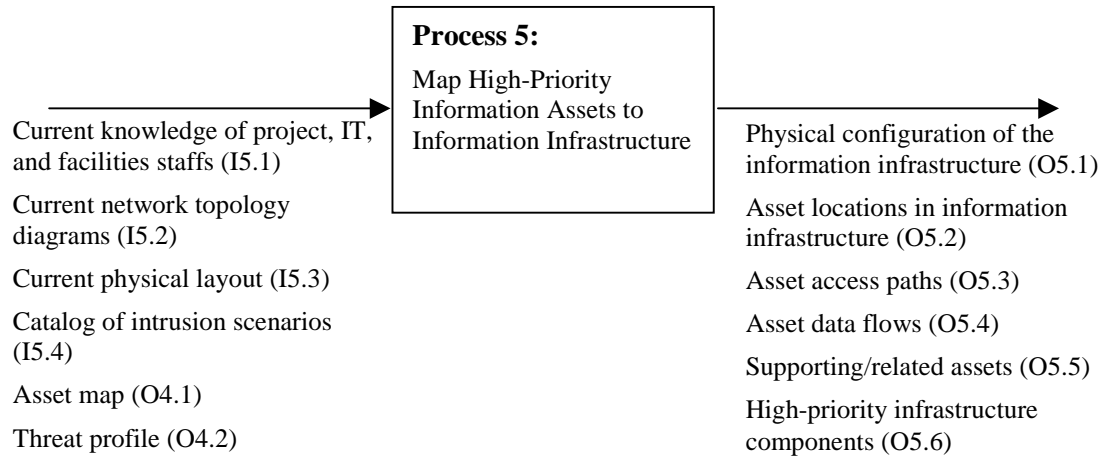 Process 5:
Map High-Priority
Information Assets to
Information Infrastructure
Current knowledge of project, IT,
and facilities staffs (I5.1)
Current network topology
diagrams (I5.2)
Current physical layout (I5.3)
Catalog of intrusion scenarios
(I5.4)
Asset map (O4.1)
Threat profile (O4.2)
Physical configuration of the
information infrastructure (O5.1)
Asset locations in information
infrastructure (O5.2)
Asset access paths (O5.3)
Asset data flows (O5.4)
Supporting/related assets (O5.5)
High-priority infrastructure
components (O5.6)